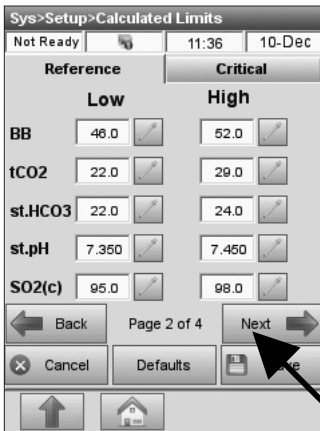 Sys>Setup>Calculated Limits
Not Ready 11:36 10-Dec
Reference Critical
Low High
BB 46.0 52.0
tCO2 22.0 29.0
st.HCO3 22.0 24.0
st.pH 7.350 7.450
SO2(c) 95.0 98.0
Back Page 2 of 4 Next
Cancel Defaults